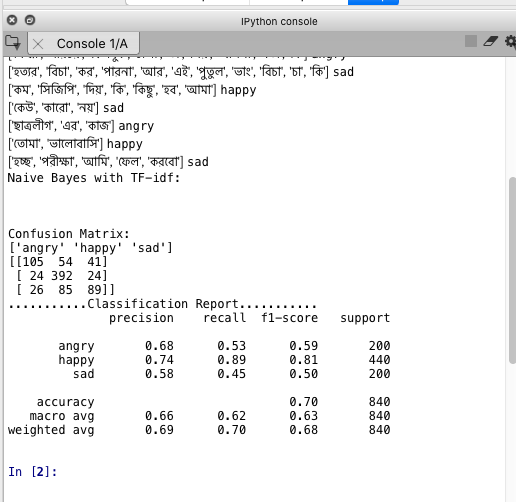 IPython console
Console 1/A
angry
['হত্যর', 'বিচা', 'কর', 'পারনা', 'আর', 'এই', 'পুতুল', 'ভাং', 'বিচা', 'চা', 'কি'] sad
['কম', 'সিজিপি', 'দিয়', 'কি', 'কিছু', 'হব', 'আমা'] happy
['কেউ', 'কারো', 'নয়'] sad
['ছাত্রলীগ', 'এর', 'কাজ'] angry
['তোমা', 'ভালোবাসি'] happy
['হচ্ছ', 'পরীক্ষা', 'আমি', 'ফেল', 'করবো'] sad
Naive Bayes with TF-idf:
Confusion Matrix:
['angry' 'happy' 'sad']
[[105 54 41]
[ 24 392 24]
[ 26 85 89]]
...........Classification Report...........
precision recall f1-score support
angry 0.68 0.53 0.59 200
happy 0.74 0.89 0.81 440
sad 0.58 0.45 0.50 200
accuracy 0.70 840
macro avg 0.66 0.62 0.63 840
weighted avg 0.69 0.70 0.68 840
In [2]: